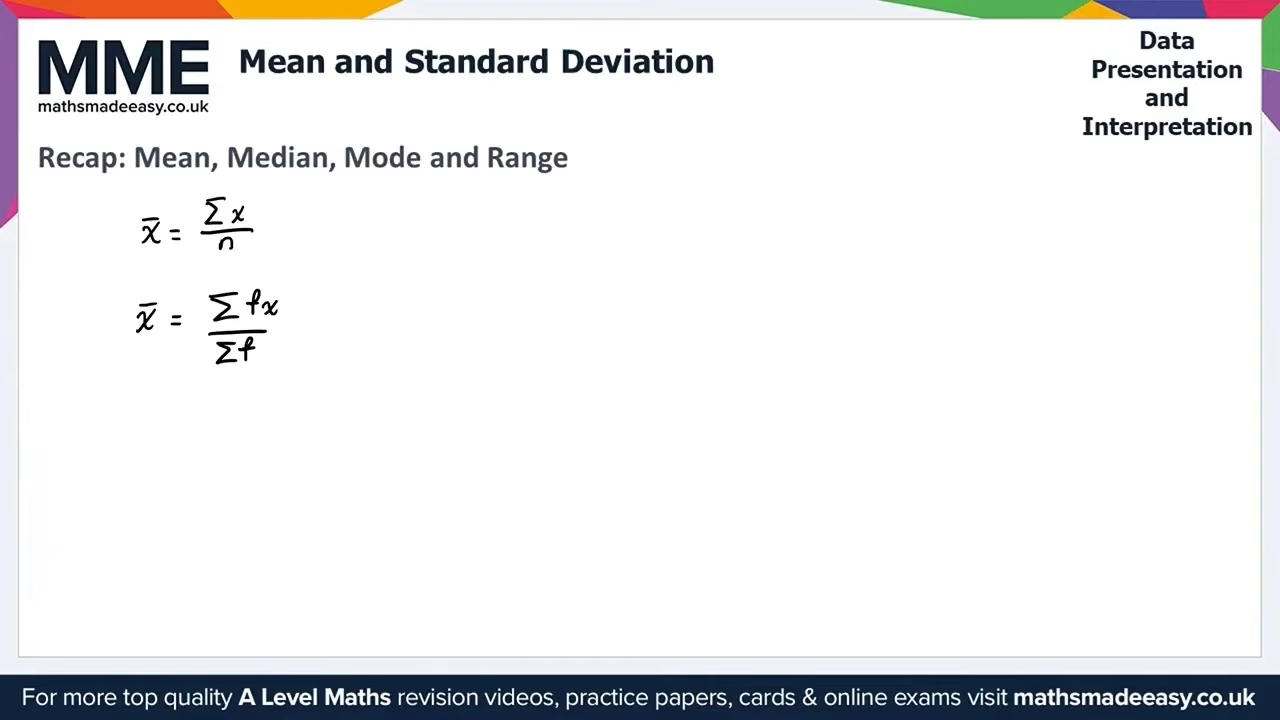 MME
mathsmadeeasy.co.uk
Mean and Standard Deviation
Data
Presentation
and
Interpretation
Recap: Mean, Median, Mode and Range
x̄ = Σx / n
x̄ = Σfx / Σf
For more top quality A Level Maths revision videos, practice papers, cards & online exams visit mathsmadeeasy.co.uk